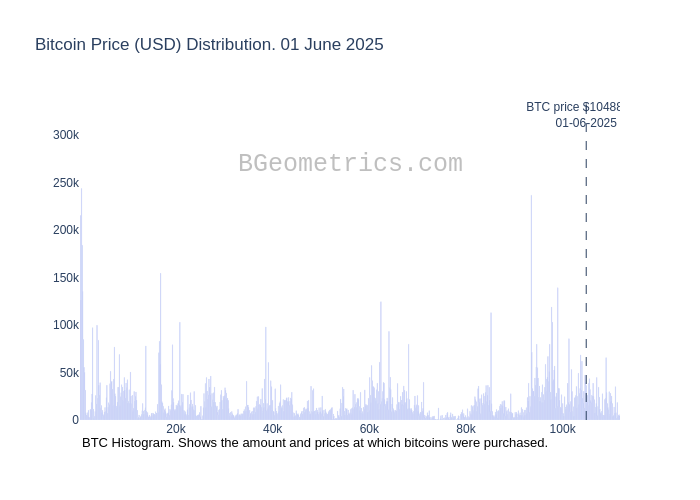 Bitcoin Price (USD) Distribution. 01 June 2025
BTC price $10488
01-06-2025
300k
BGeometrics.com
250k
200k
150k
100k
50k
0
20k
40k
60k
80k
100k
BTC Histogram. Shows the amount and prices at which bitcoins were purchased.